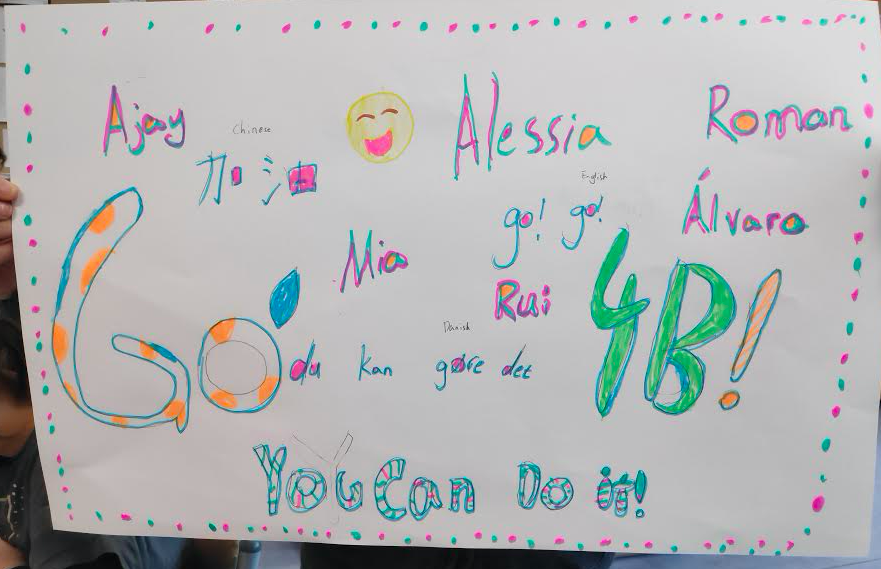 Ajay
Alessia
Roman
Chinese
加油
English
go! go!
Álvaro
Mia
Rui
Go 4B!
Danish
du kan gøre det
You Can Do it!